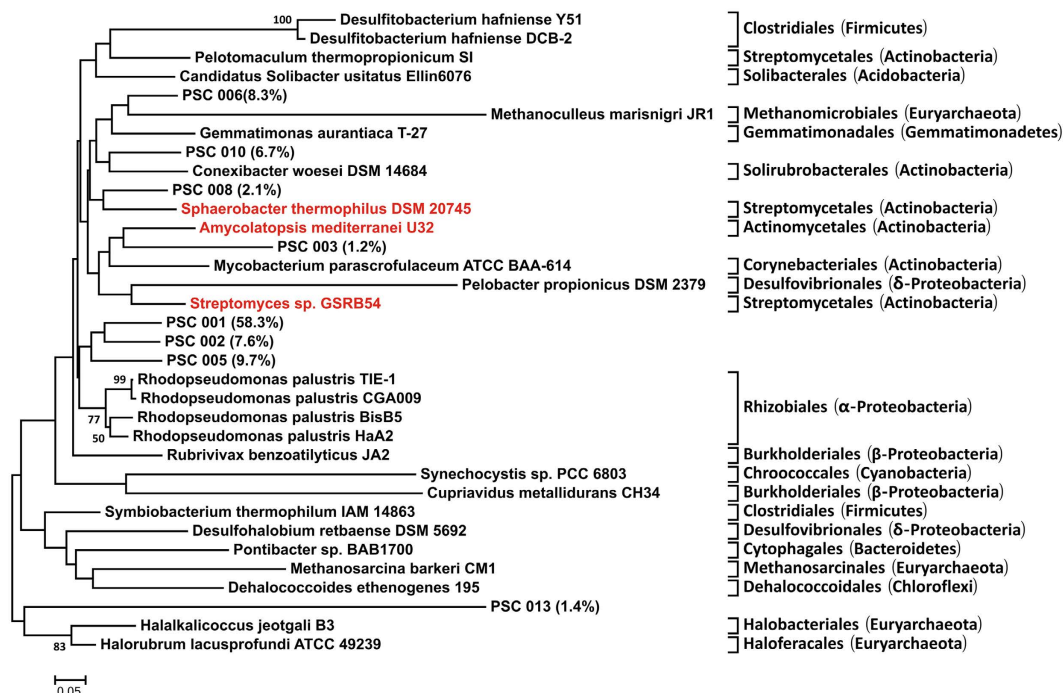 100 Desulfitobacterium hafniense Y51
Desulfitobacterium hafniense DCB-2
Clostridiales (Firmicutes)
Pelotomaculum thermopropionicum SI Streptomycetales (Actinobacteria)
Candidatus Solibacter usitatus Ellin6076 Solibacterales (Acidobacteria)
PSC 006(8.3%)
Methanoculleus marisnigri JR1 Methanomicrobiales (Euryarchaeota)
Gemmatimonas aurantiaca T-27 Gemmatimonadales (Gemmatimonadetes)
PSC 010 (6.7%)
Conexibacter woesei DSM 14684 Solirubrobacterales (Actinobacteria)
PSC 008 (2.1%)
Sphaerobacter thermophilus DSM 20745 Streptomycetales (Actinobacteria)
Amycolatopsis mediterranei U32 Actinomycetales (Actinobacteria)
PSC 003 (1.2%)
Mycobacterium parascrofulaceum ATCC BAA-614 Corynebacteriales (Actinobacteria)
Pelobacter propionicus DSM 2379 Desulfovibrionales (δ-Proteobacteria)
Streptomyces sp. GSRB54 Streptomycetales (Actinobacteria)
PSC 001 (58.3%)
PSC 002 (7.6%)
PSC 005 (9.7%)
99 Rhodopseudomonas palustris TIE-1
Rhodopseudomonas palustris CGA009
Rhizobiales (α-Proteobacteria)
77 Rhodopseudomonas palustris BisB5
50 Rhodopseudomonas palustris HaA2
Rubrivivax benzoatilyticus JA2 Burkholderiales (β-Proteobacteria)
Synechocystis sp. PCC 6803 Chroococcales (Cyanobacteria)
Cupriavidus metallidurans CH34 Burkholderiales (β-Proteobacteria)
Symbiobacterium thermophilum IAM 14863 Clostridiales (Firmicutes)
Desulfohalobium retbaense DSM 5692 Desulfovibrionales (δ-Proteobacteria)
Pontibacter sp. BAB1700 Cytophagales (Bacteroidetes)
Methanosarcina barkeri CM1 Methanosarcinales (Euryarchaeota)
Dehalococcoides ethenogenes 195 Dehalococcoidales (Chloroflexi)
PSC 013 (1.4%)
Halalkalicoccus jeotgali B3 Halobacteriales (Euryarchaeota)
83 Halorubrum lacusprofundi ATCC 49239 Haloferacales (Euryarchaeota)
0.05